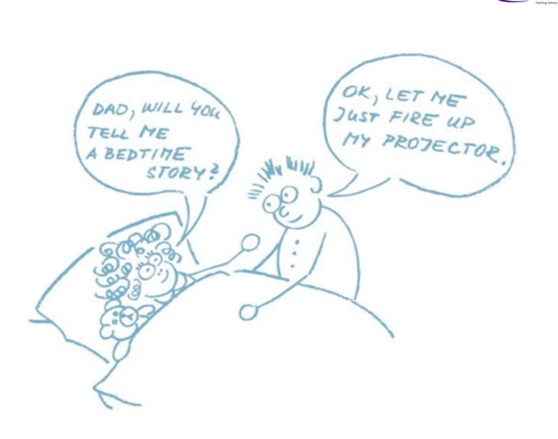 DAD, WILL YOU
TELL ME
A BEDTIME
STORY?
OK, LET ME
JUST FIRE UP
MY PROJECTOR.